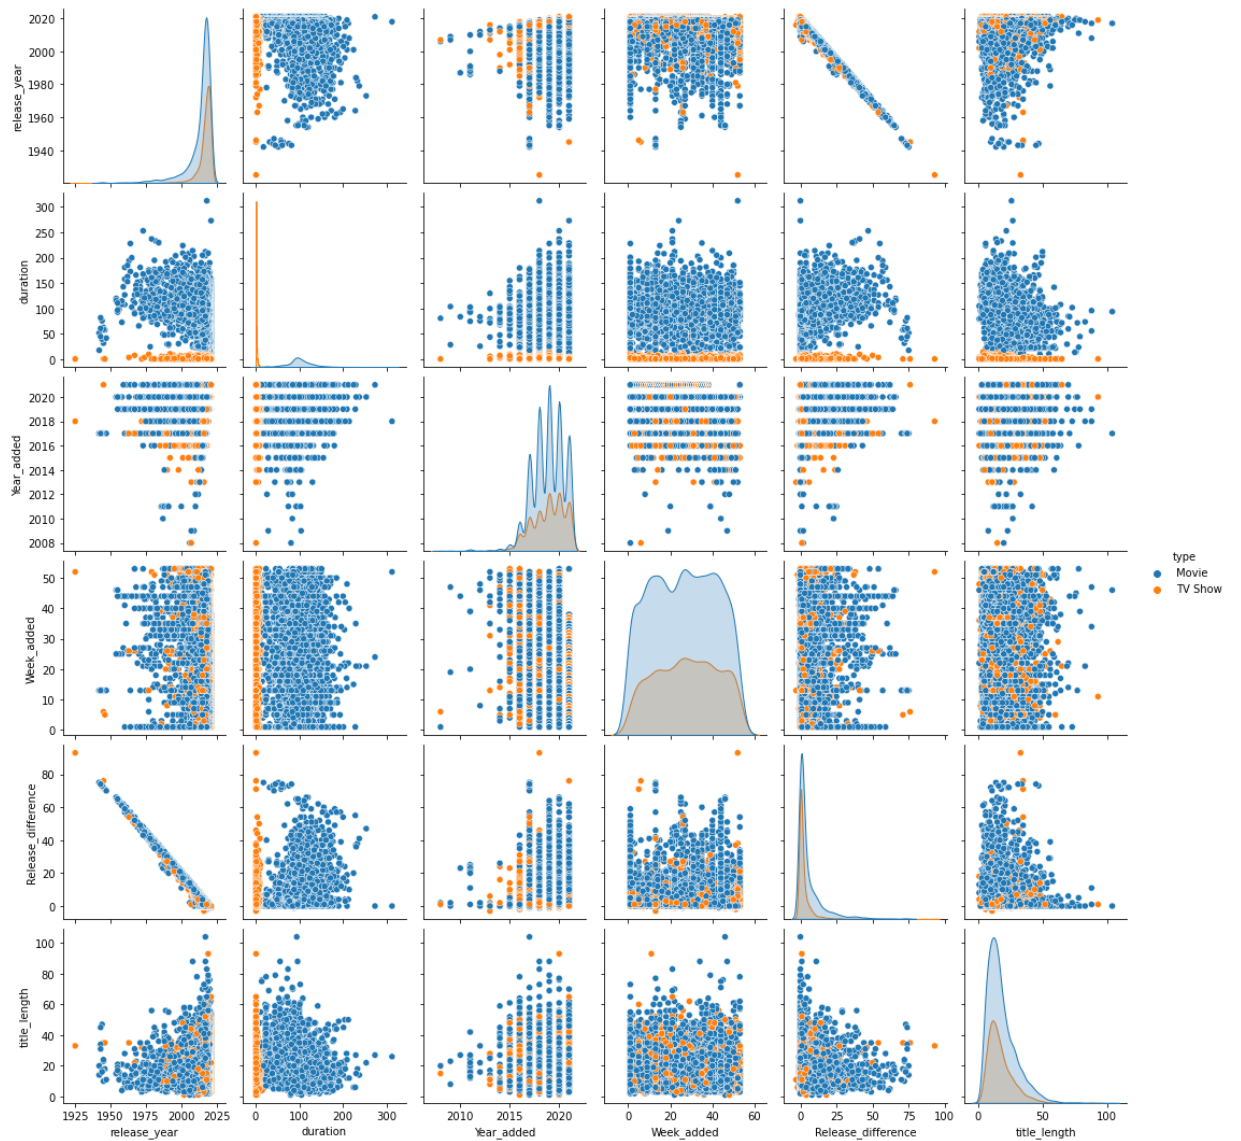 2020
2000
1980
1960
1940
release_year
300
250
200
150
100
50
0
duration
2020
2018
2016
2014
2012
2010
2008
Year_added
type
Movie
TV Show
50
40
30
20
10
0
Week_added
80
60
40
20
0
Release_difference
100
80
60
40
20
0
title_length
1925 1950 1975 2000 2025
0 100 200 300
2010 2015 2020
0 20 40 60
0 25 50 75 100
0 50 100
release_year duration Year_added Week_added Release_difference title_length